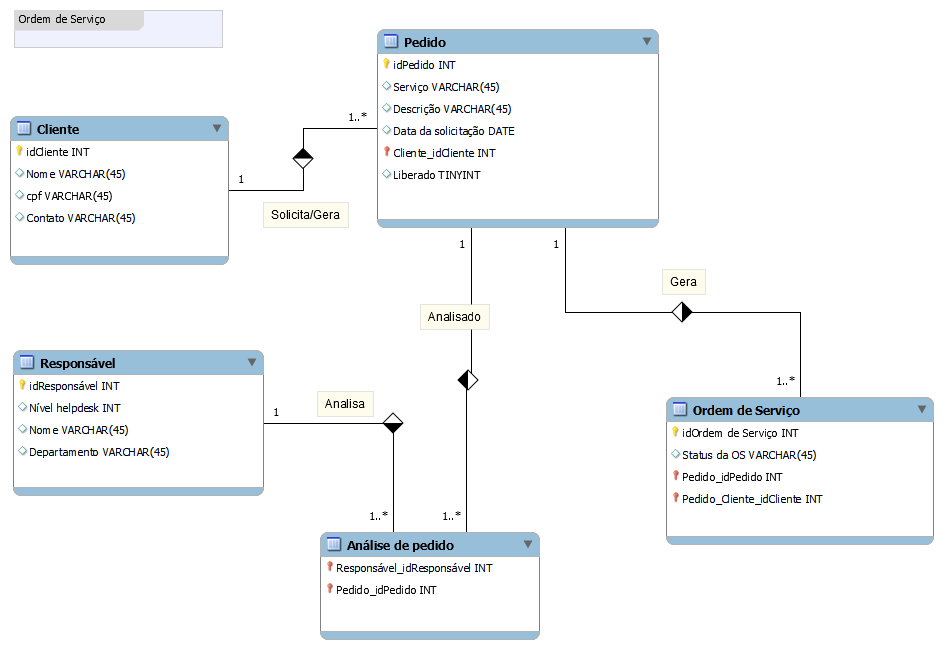 Ordem de Serviço
Pedido
idPedido INT
Serviço VARCHAR(45)
Descrição VARCHAR(45)
Data da solicitação DATE
Cliente_idCliente INT
Liberado TINYINT
Cliente
idCliente INT
Nome VARCHAR(45)
cpf VARCHAR(45)
Contato VARCHAR(45)
1..*
1
Solicita/Gera
1
1
Gera
Analisado
1..*
Responsável
idResponsável INT
Nível helpdesk INT
Nome VARCHAR(45)
Departamento VARCHAR(45)
1
Analisa
1..*
1..*
Ordem de Serviço
idOrdem de Serviço INT
Status da OS VARCHAR(45)
Pedido_idPedido INT
Pedido_Cliente_idCliente INT
Análise de pedido
Responsável_idResponsável INT
Pedido_idPedido INT